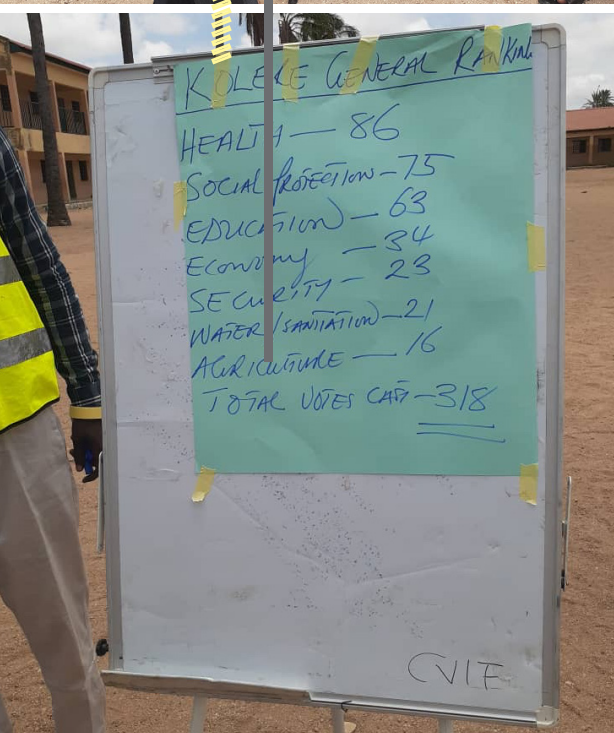 KOLERE GENERAL RANKING
HEALTH — 86
SOCIAL PROTECTION – 75
EDUCATION) — 63
ECONOMY — 34
SECURITY — 23
WATER/SANITATION) — 21
AGRICULTURE — 16
TOTAL VOTES CAST – 318
CVIE